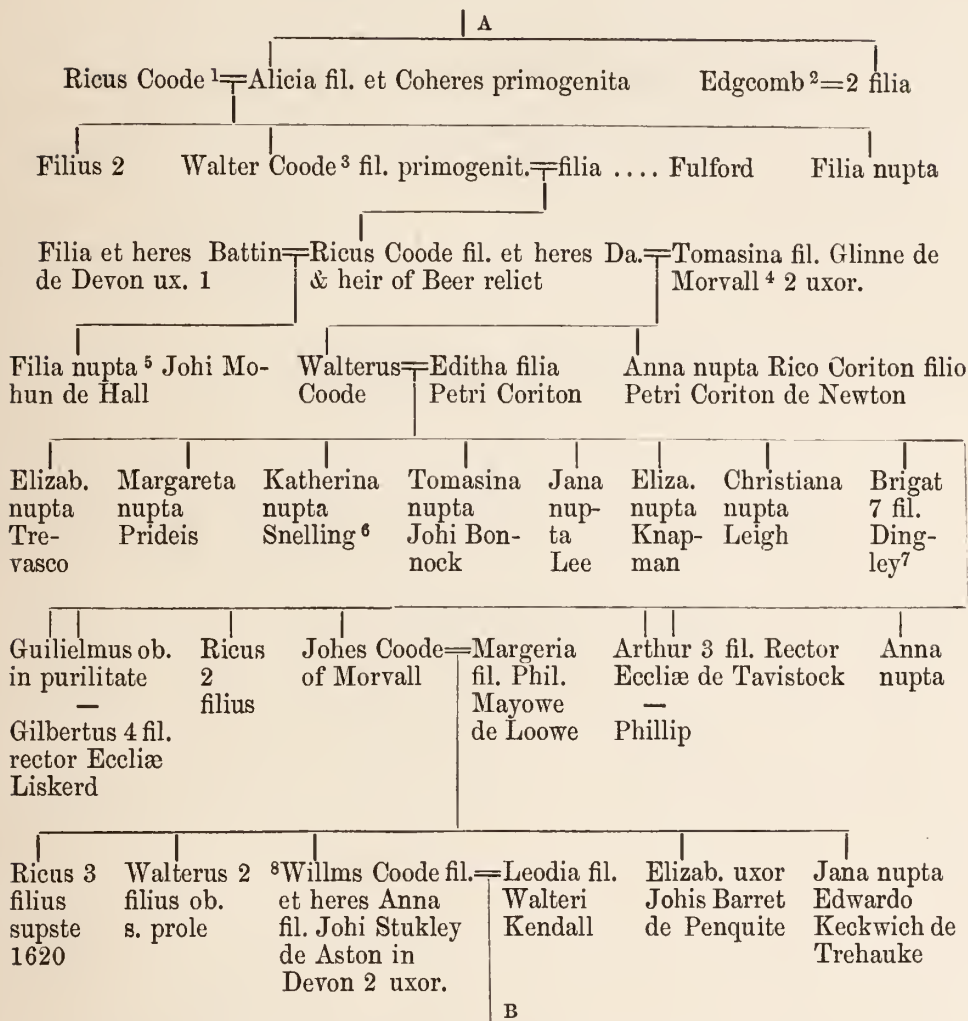 A
Ricus Coode ¹ = Alicia fil. et Coheres primogenita Edgcomb ² = 2 filia
Filius 2 Walter Coode ³ fil. primogenit. = filia .... Fulford Filia nupta
Filia et heres Battin = Ricus Coode fil. et heres Da. = Tomasina fil. Glinne de
de Devon ux. 1 & heir of Beer relict Morvall ⁴ 2 uxor.
Filia nupta ⁵ Johi Mo-
hun de Hall
Walterus = Editha filia
Coode Petri Coriton
Anna nupta Rico Coriton filio
Petri Coriton de Newton
Elizab.
nupta
Tre-
vasco
Margareta
nupta
Prideis
Katherina
nupta
Snelling ⁶
Tomasina
nupta
Johi Bon-
nock
Jana
nup-
ta
Lee
Eliza.
nupta
Knap-
man
Christiana
nupta
Leigh
Brigat
7 fil.
Ding-
ley⁷
Guilielmus ob.
in purilitate
—
Gilbertus 4 fil.
rector Eccliæ
Liskerd
Ricus
2
filius
Johes Coode =
of Morvall
Margeria
fil. Phil.
Mayowe
de Loowe
Arthur 3 fil. Rector
Eccliæ de Tavistock
—
Phillip
Anna
nupta
Ricus 3
filius
supste
1620
Walterus 2
filius ob.
s. prole
⁸Willms Coode fil. =
et heres Anna
fil. Johi Stukley
de Aston in
Devon 2 uxor.
Leodia fil.
Walteri
Kendall
Elizab. uxor
Johis Barret
de Penquite
Jana nupta
Edwardo
Keckwich de
Trehauke
B